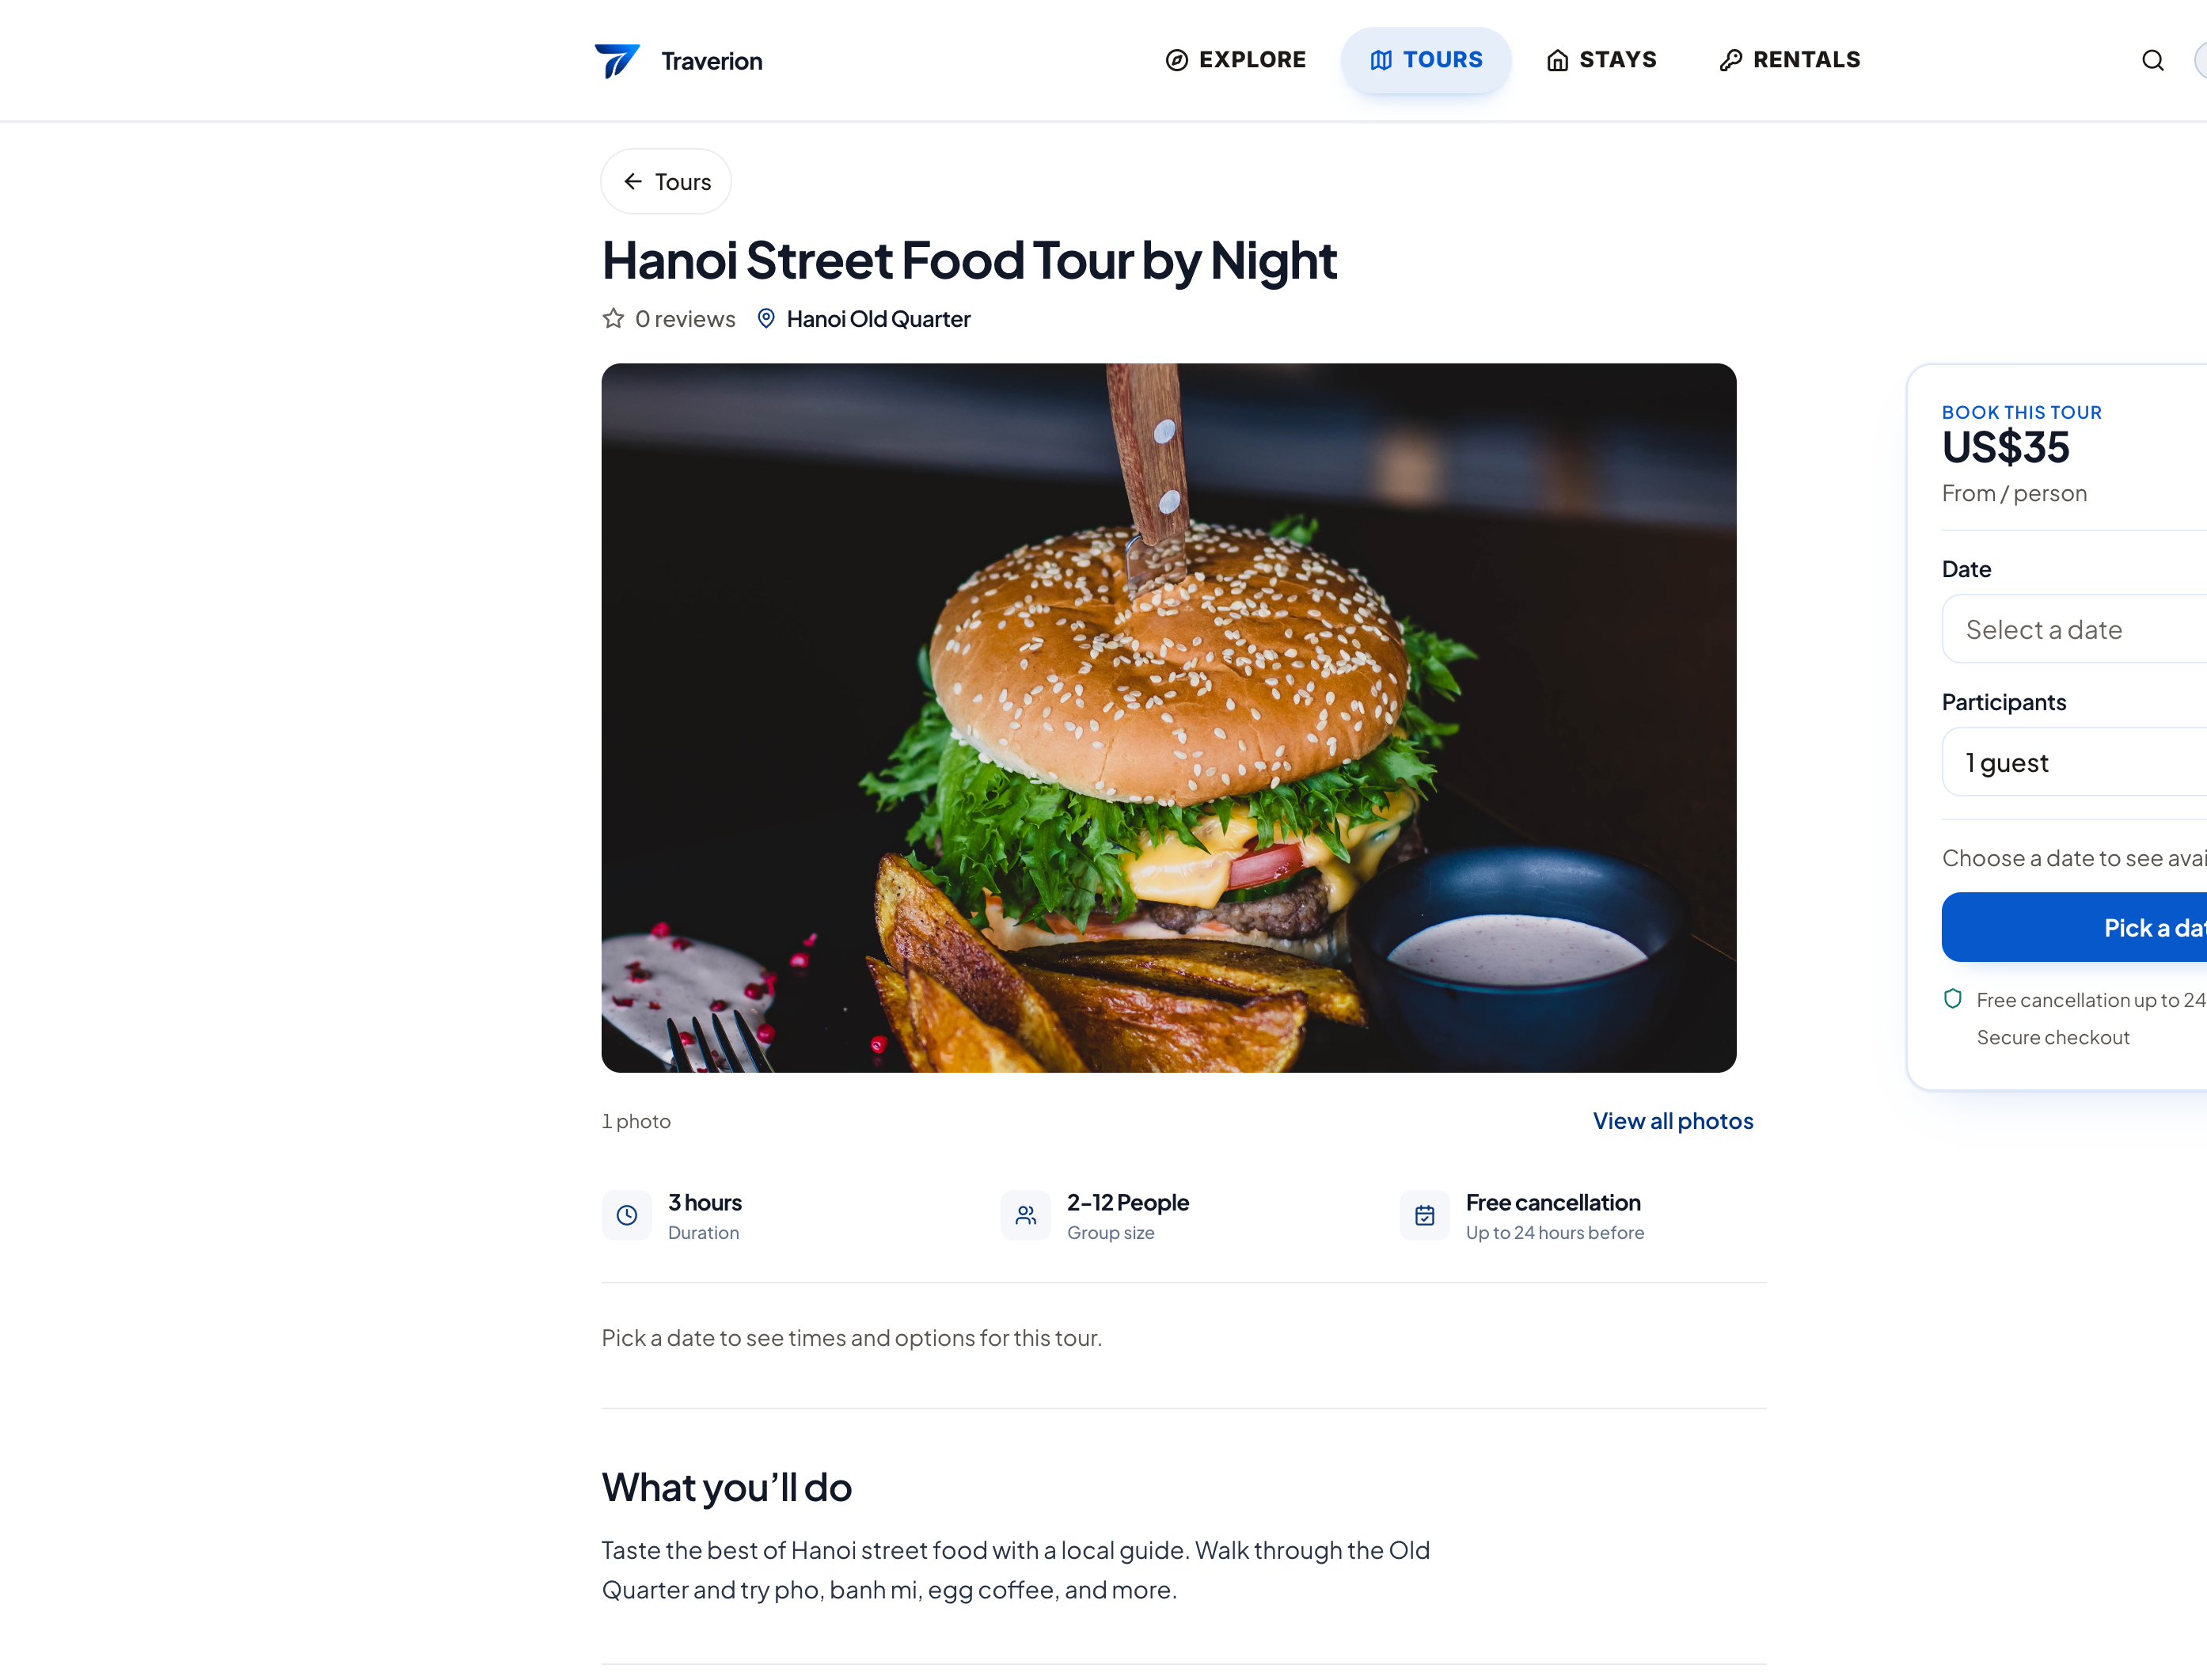 Traverion
EXPLORE
TOURS
STAYS
RENTALS
Tours
Hanoi Street Food Tour by Night
0 reviews
Hanoi Old Quarter
BOOK THIS TOUR
US$35
From / person
Date
Select a date
Participants
1 guest
Choose a date to see
Pick a
Free cancellation up to 24
Secure checkout
1 photo
View all photos
3 hours
Duration
2-12 People
Group size
Free cancellation
Up to 24 hours before
Pick a date to see times and options for this tour.
What you’ll do
Taste the best of Hanoi street food with a local guide. Walk through the Old
Quarter and try pho, banh mi, egg coffee, and more.